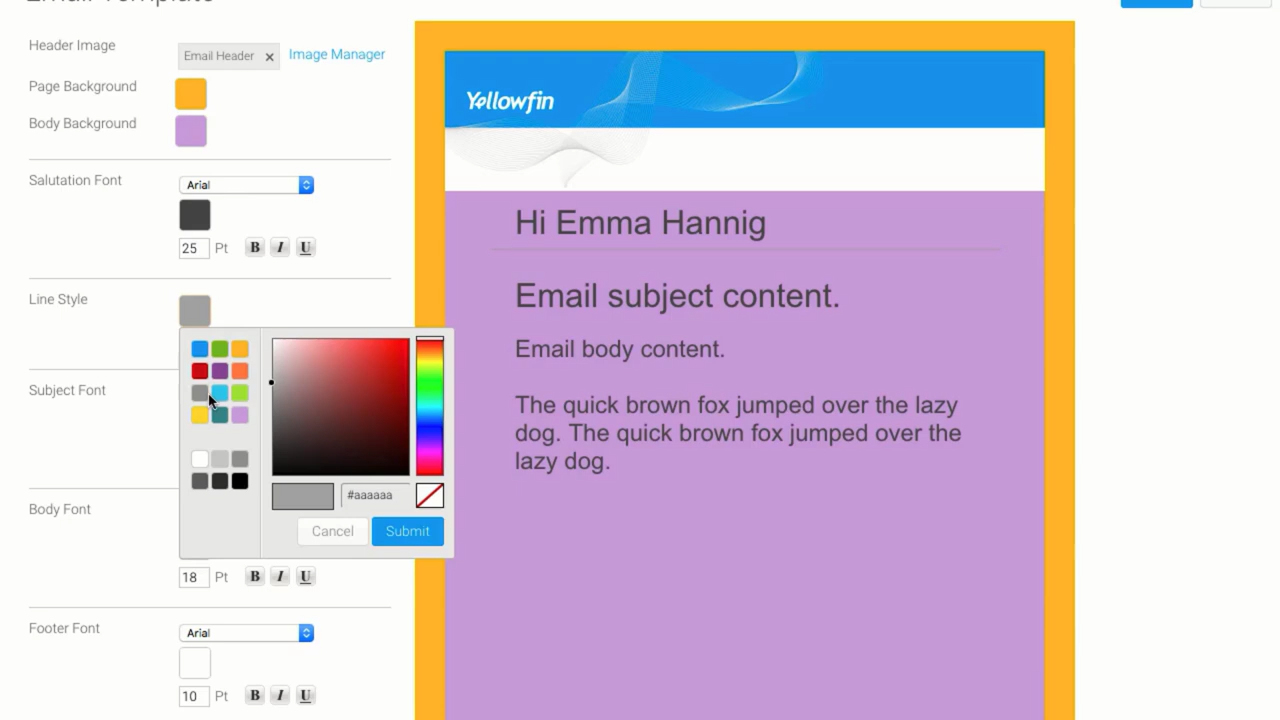 Email Template
Header Image
Email Header ×
Image Manager
Page Background
Body Background
Salutation Font
Arial
25 Pt B I U
Line Style
Subject Font
#aaaaaa
Cancel Submit
Body Font
18 Pt B I U
Footer Font
Arial
10 Pt B I U
Yellowfin
Hi Emma Hannig
Email subject content.
Email body content.
The quick brown fox jumped over the lazy
dog. The quick brown fox jumped over the
lazy dog.